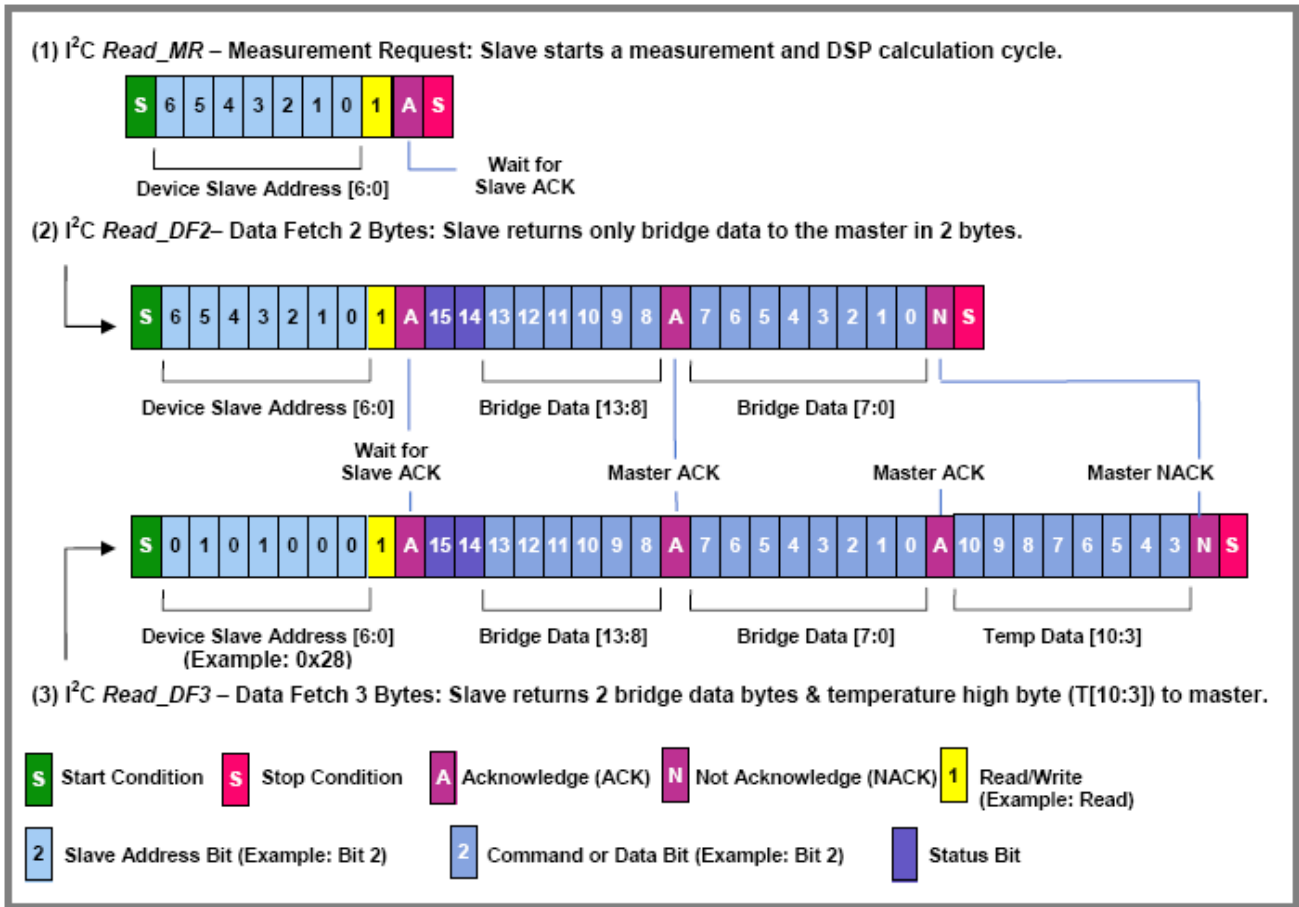 (1) I²C Read_MR – Measurement Request: Slave starts a measurement and DSP calculation cycle.
S 6 5 4 3 2 1 0 1 A S
Device Slave Address [6:0]
Wait for
Slave ACK
(2) I²C Read_DF2– Data Fetch 2 Bytes: Slave returns only bridge data to the master in 2 bytes.
S 6 5 4 3 2 1 0 1 A 15 14 13 12 11 10 9 8 A 7 6 5 4 3 2 1 0 N S
Device Slave Address [6:0] Bridge Data [13:8] Bridge Data [7:0]
Wait for
Slave ACK Master ACK Master ACK Master NACK
S 0 1 0 1 0 0 0 1 A 15 14 13 12 11 10 9 8 A 7 6 5 4 3 2 1 0 A 10 9 8 7 6 5 4 3 N S
Device Slave Address [6:0] Bridge Data [13:8] Bridge Data [7:0] Temp Data [10:3]
(Example: 0x28)
(3) I²C Read_DF3 – Data Fetch 3 Bytes: Slave returns 2 bridge data bytes & temperature high byte (T[10:3]) to master.
S Start Condition S Stop Condition A Acknowledge (ACK) N Not Acknowledge (NACK) 1 Read/Write
(Example: Read)
2 Slave Address Bit (Example: Bit 2) 2 Command or Data Bit (Example: Bit 2) Status Bit